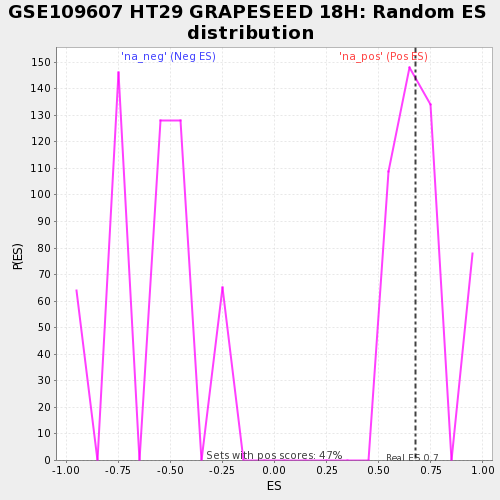 GSE109607 HT29 GRAPESEED 18H: Random ES
distribution
'na_neg' (Neg ES)
'na_pos' (Pos ES)
150
140
130
120
110
100
90
80
70
60
50
40
30
20
10
0
P(ES)
Sets with pos scores: 47%
Real ES 0,7
-1.00 -0.75 -0.50 -0.25 0.00 0.25 0.50 0.75 1.00
ES